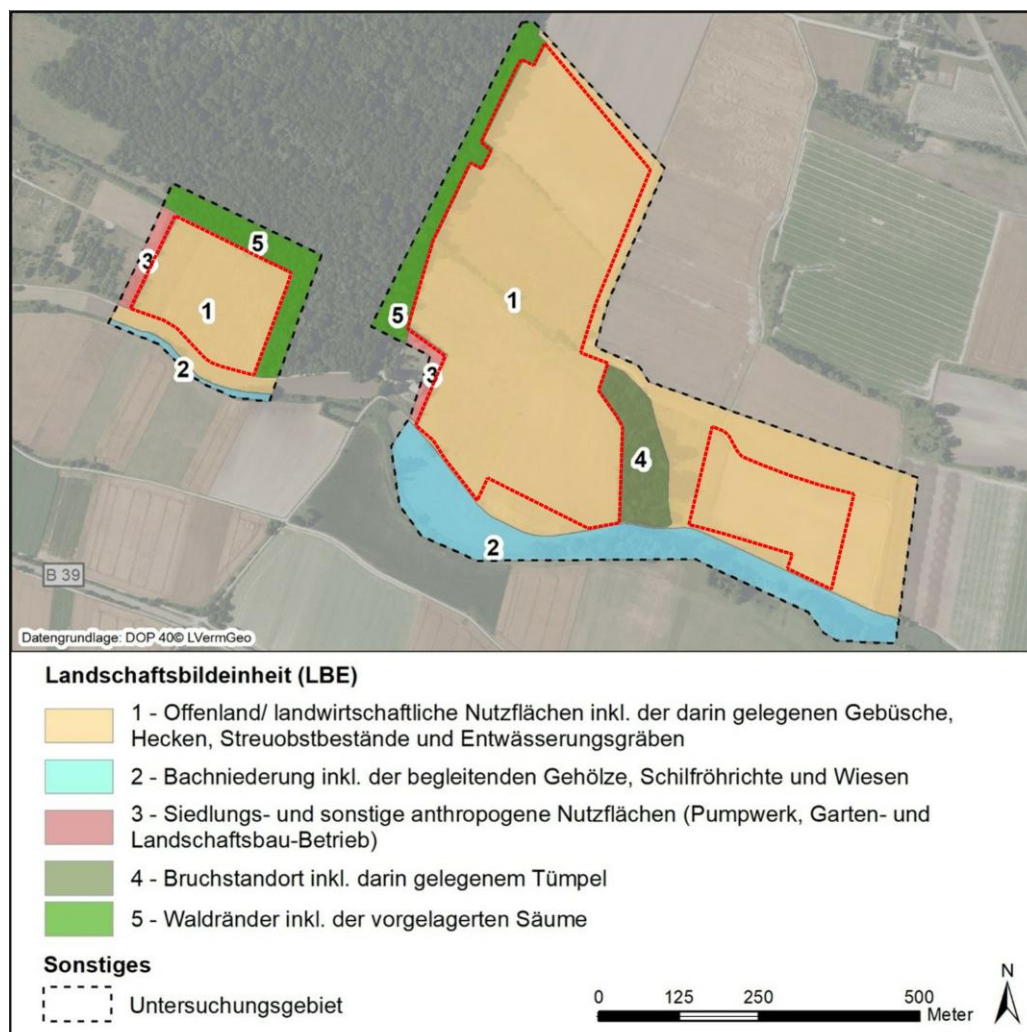 5
3
1
2
1
5
3
4
2
B 39
Datengrundlage: DOP 40© LVermGeo
Landschaftsbildeinheit (LBE)
1 - Offenland/ landwirtschaftliche Nutzflächen inkl. der darin gelegenen Gebüsche,
Hecken, Streuobstbestände und Entwässerungsgräben
2 - Bachniederung inkl. der begleitenden Gehölze, Schilfröhrichte und Wiesen
3 - Siedlungs- und sonstige anthropogene Nutzflächen (Pumpwerk, Garten- und
Landschaftsbau-Betrieb)
4 - Bruchstandort inkl. darin gelegenem Tümpel
5 - Waldränder inkl. der vorgelagerten Säume
Sonstiges
Untersuchungsgebiet
0 125 250 500
Meter
N